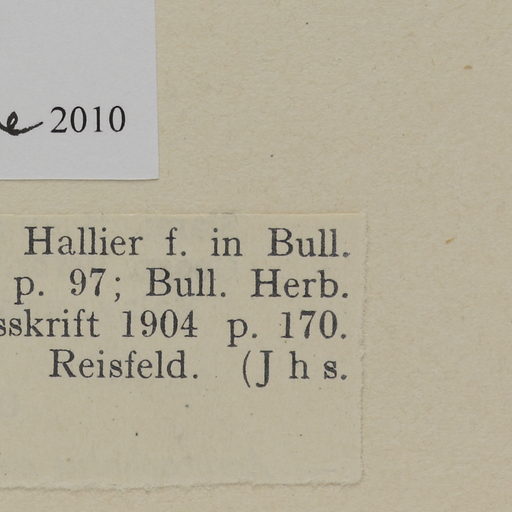 2010
Hallier f. in Bull.
p. 97; Bull. Herb.
sskrift 1904 p. 170.
Reisfeld. (J h s.